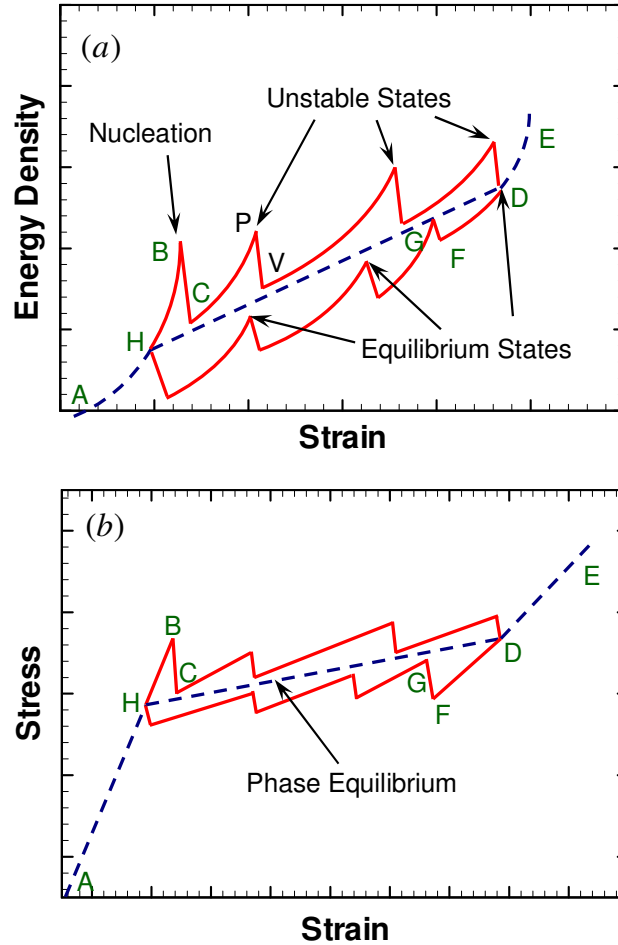 (a)
Unstable States
Nucleation
E
P
B
V
D
C
G
F
H
Equilibrium States
A
Energy Density
Strain
(b)
E
B
C
D
H
G
F
Phase Equilibrium
A
Stress
Strain